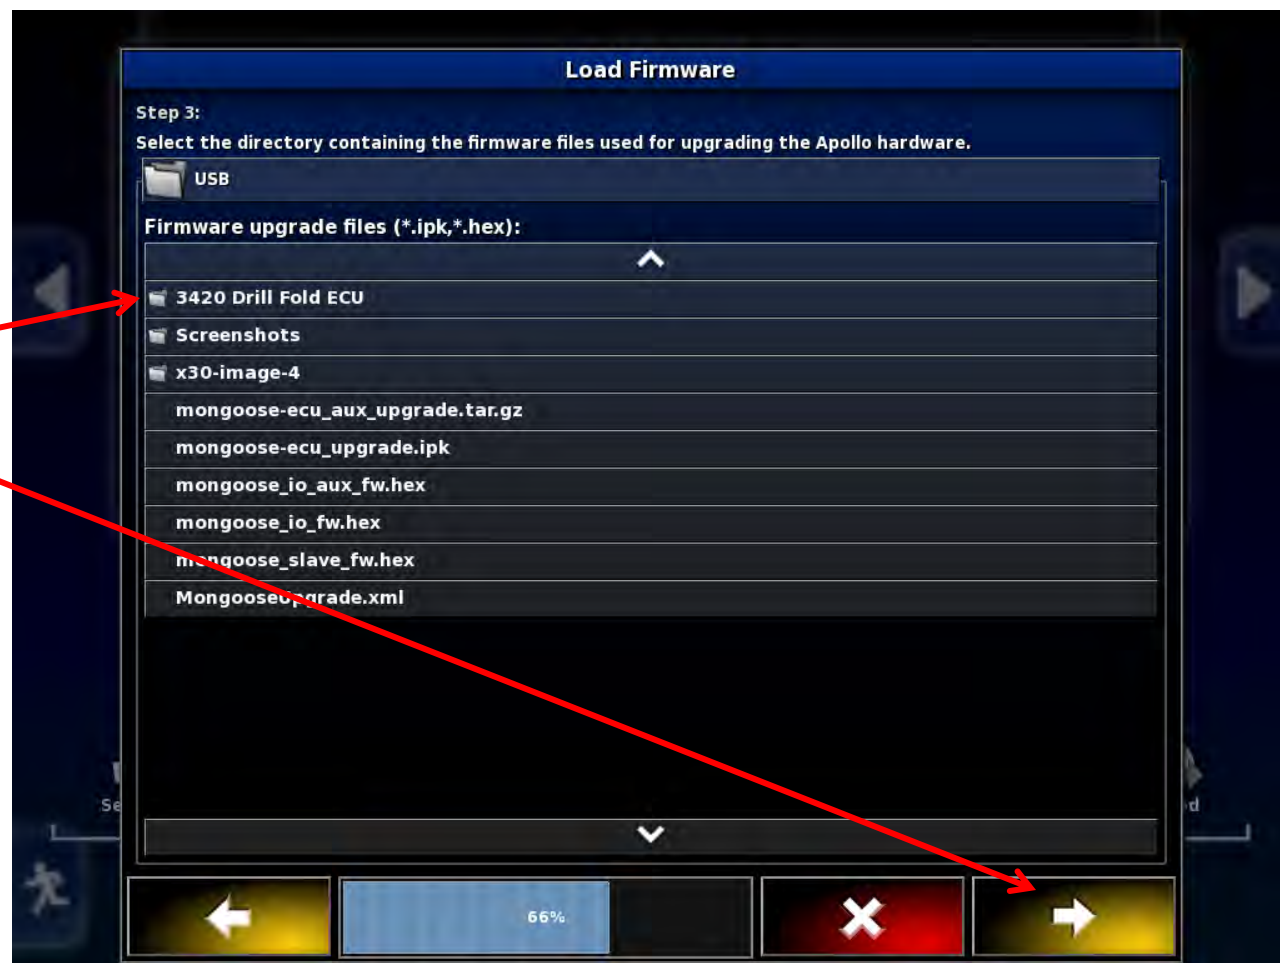 Load Firmware
Step 3:
Select the directory containing the firmware files used for upgrading the Apollo hardware.
USB
Firmware upgrade files (*.ipk,*.hex):
3420 Drill Fold ECU
Screenshots
x30-image-4
mongoose-ecu_aux_upgrade.tar.gz
mongoose-ecu_upgrade.ipk
mongoose_io_aux_fw.hex
mongoose_io_fw.hex
mongoose_slave_fw.hex
MongooseUpgrade.xml
66%